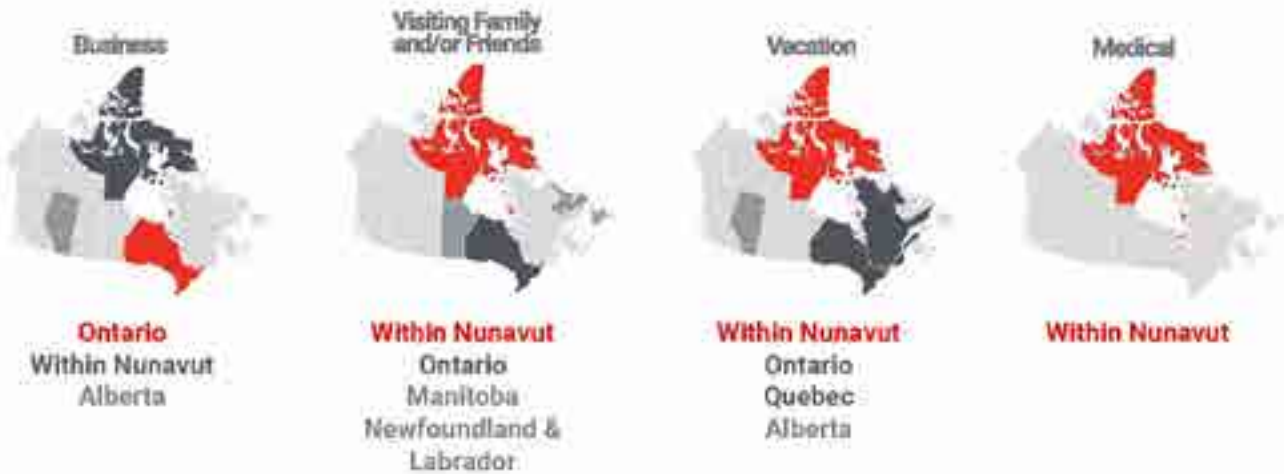 Business
Ontario
Within Nunavut
Alberta
Visiting Family
and/or Friends
Within Nunavut
Ontario
Manitoba
Newfoundland &
Labrador
Vacation
Within Nunavut
Ontario
Quebec
Alberta
Medical
Within Nunavut